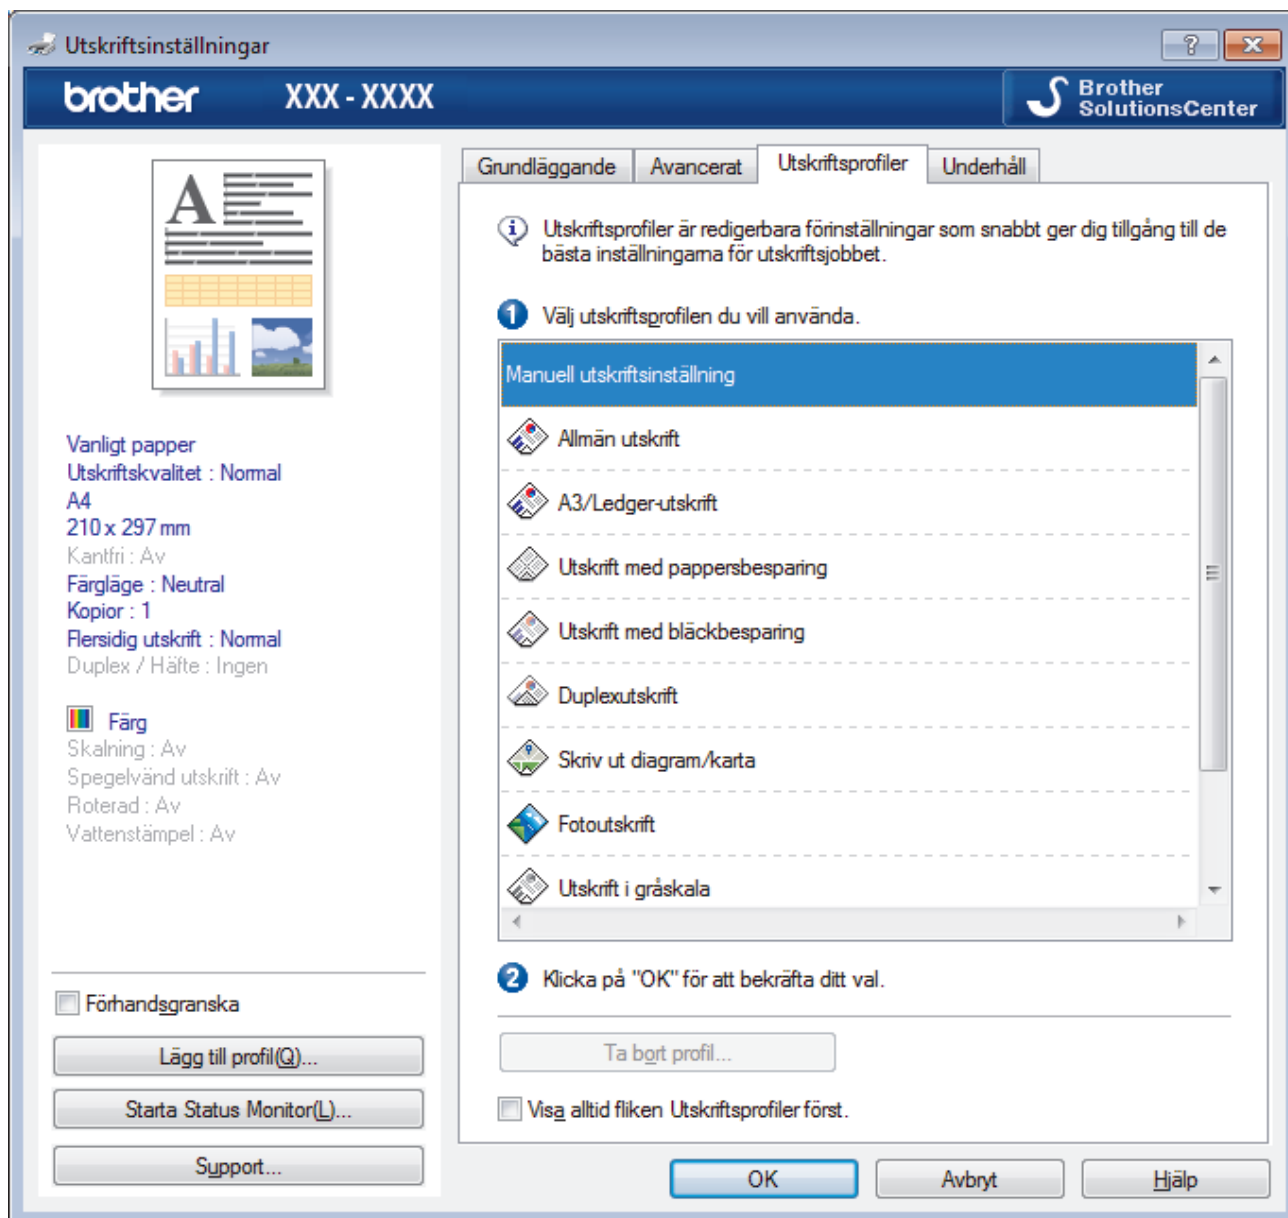 Utskriftsinställningar
brother XXX - XXXX
Brother
SolutionsCenter
A
Vanligt papper
Utskriftskvalitet : Normal
A4
210 x 297 mm
Kantfri : Av
Färgläge : Neutral
Kopior : 1
Flersidig utskrift : Normal
Duplex / Häfte : Ingen
Färg
Skalning : Av
Spegelvänd utskrift : Av
Roterad : Av
Vattenstämpel : Av
Förhandsgranska
Lägg till profil(Q)...
Starta Status Monitor(L)...
Support...
Grundläggande Avancerat Utskriftsprofiler Underhåll
Utskriftsprofiler är redigerbara förinställningar som snabbt ger dig tillgång till de
bästa inställningarna för utskriftsjobbet.
1 Välj utskriftsprofilen du vill använda.
Manuell utskriftsinställning
Allmän utskrift
A3/Ledger-utskrift
Utskrift med pappersbesparing
Utskrift med bläckbesparing
Duplexutskrift
Skriv ut diagram/karta
Fotoutskrift
Utskrift i gråskala
2 Klicka på "OK" för att bekräfta ditt val.
Ta bort profil...
Visa alltid fliken Utskriftsprofiler först.
OK Avbryt Hjälp